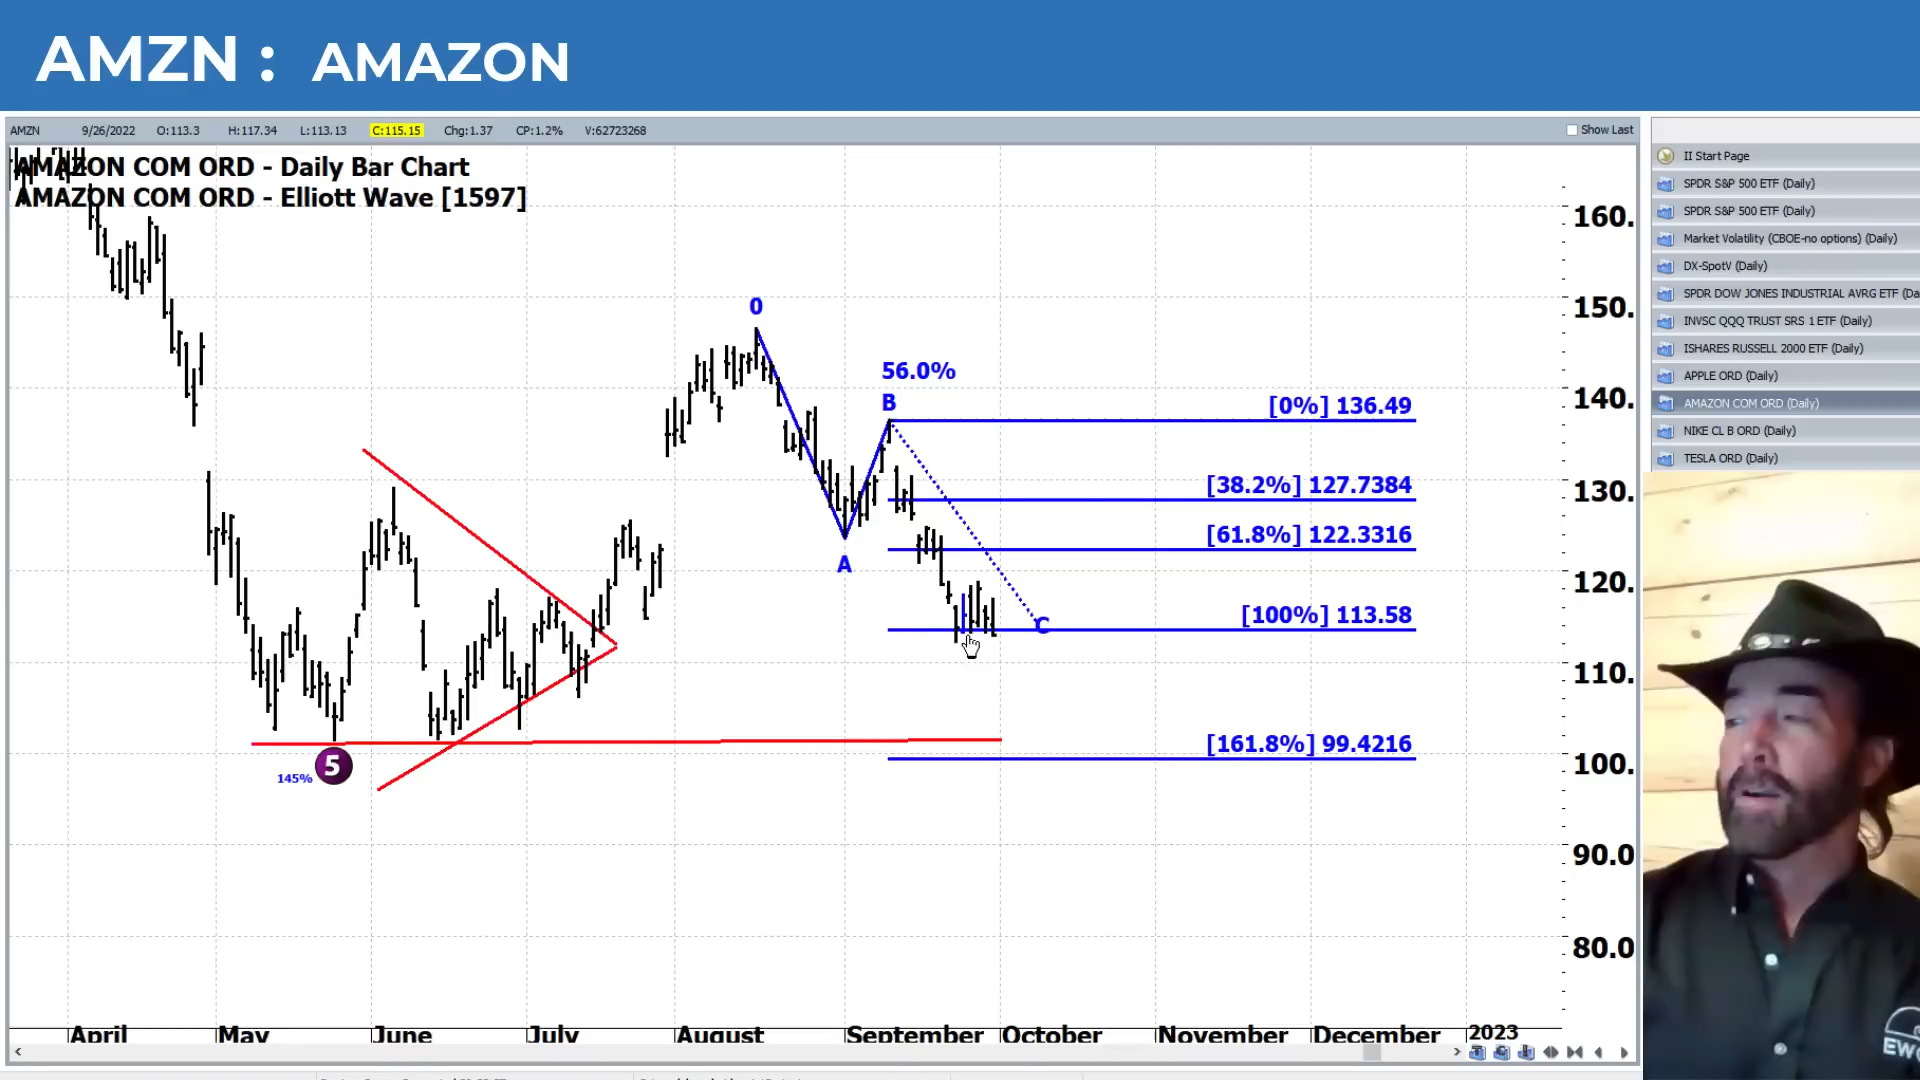 AMZN : AMAZON
AMZN 9/26/2022 O:113.3 H:117.34 L:113.13 C:115.15 Chg:1.37 CP:1.2% V:62723268 Show Last
AMAZON COM ORD - Daily Bar Chart
AMAZON COM ORD - Elliott Wave [1597]
0
56.0%
B
A
C
5
145%
[0%] 136.49
[38.2%] 127.7384
[61.8%] 122.3316
[100%] 113.58
[161.8%] 99.4216
160.
150.
140.
130.
120.
110.
100.
90.0
80.0
April May June July August September October November December 2023
II Start Page
SPDR S&P 500 ETF (Daily)
SPDR S&P 500 ETF (Daily)
Market Volatility (CBOE-no options) (Daily)
DX-SpotV (Daily)
SPDR DOW JONES INDUSTRIAL AVRG ETF (Da
INVSC QQQ TRUST SRS 1 ETF (Daily)
ISHARES RUSSELL 2000 ETF (Daily)
APPLE ORD (Daily)
AMAZON COM ORD (Daily)
NIKE CL B ORD (Daily)
TESLA ORD (Daily)
EWG